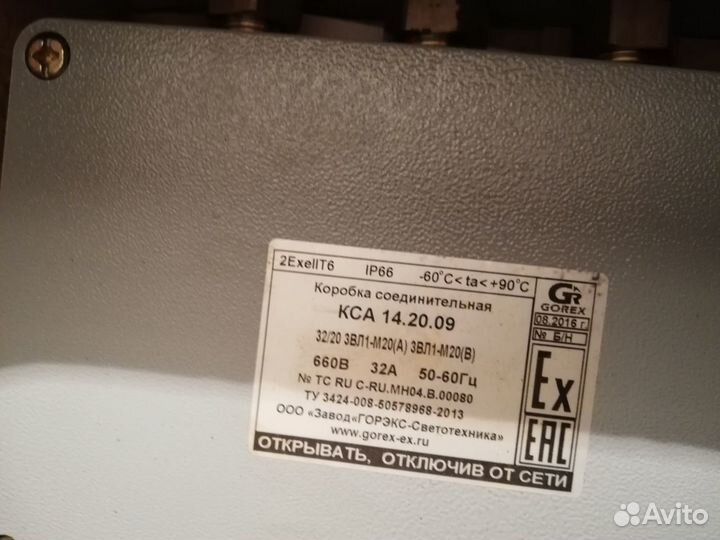 2ExeIIT6 IP66 -60°C< ta< +90°C
Коробка соединительная
КСА 14.20.09
32/20 3ВЛ1-М20(А) 3ВЛ1-М20(В)
660В 32А 50-60Гц
№ ТС RU C-RU.МН04.В.00080
ТУ 3424-008-50578968-2013
ООО «Завод«ГОРЭКС-Светотехника»
www.gorex-ex.ru
GR
GOREX
08.2016 г.
№ Б/Н
Ex
EAC
ОТКРЫВАТЬ, ОТКЛЮЧИВ ОТ СЕТИ
Avito